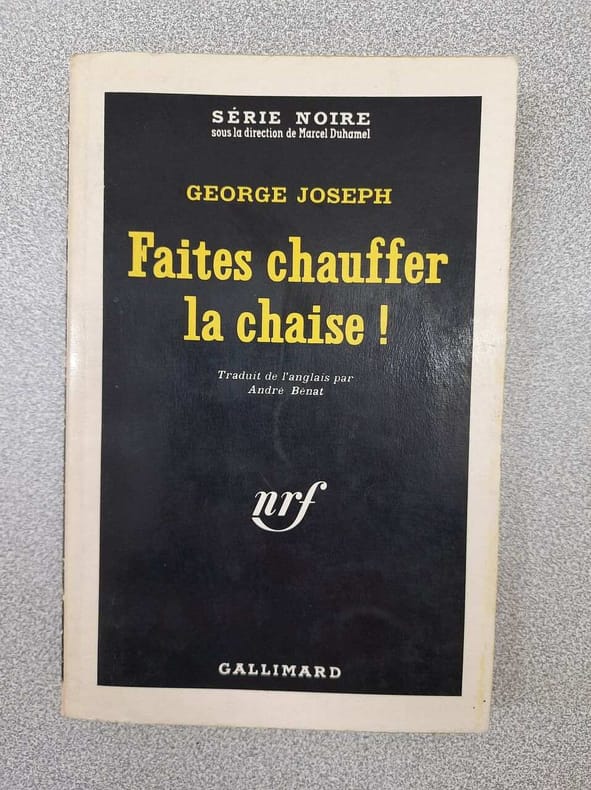 SÉRIE NOIRE
sous la direction de Marcel Duhamel
GEORGE JOSEPH
Faites chauffer
la chaise !
Traduit de l'anglais par
André Bénat
nrf
GALLIMARD